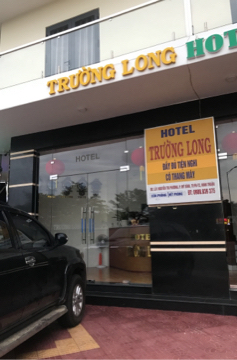 TRƯỜNG LONG HOT
HOTEL
HOTEL
TRƯỜNG LONG
ĐẦY ĐỦ TIỆN NGHI
CÓ THANG MÁY